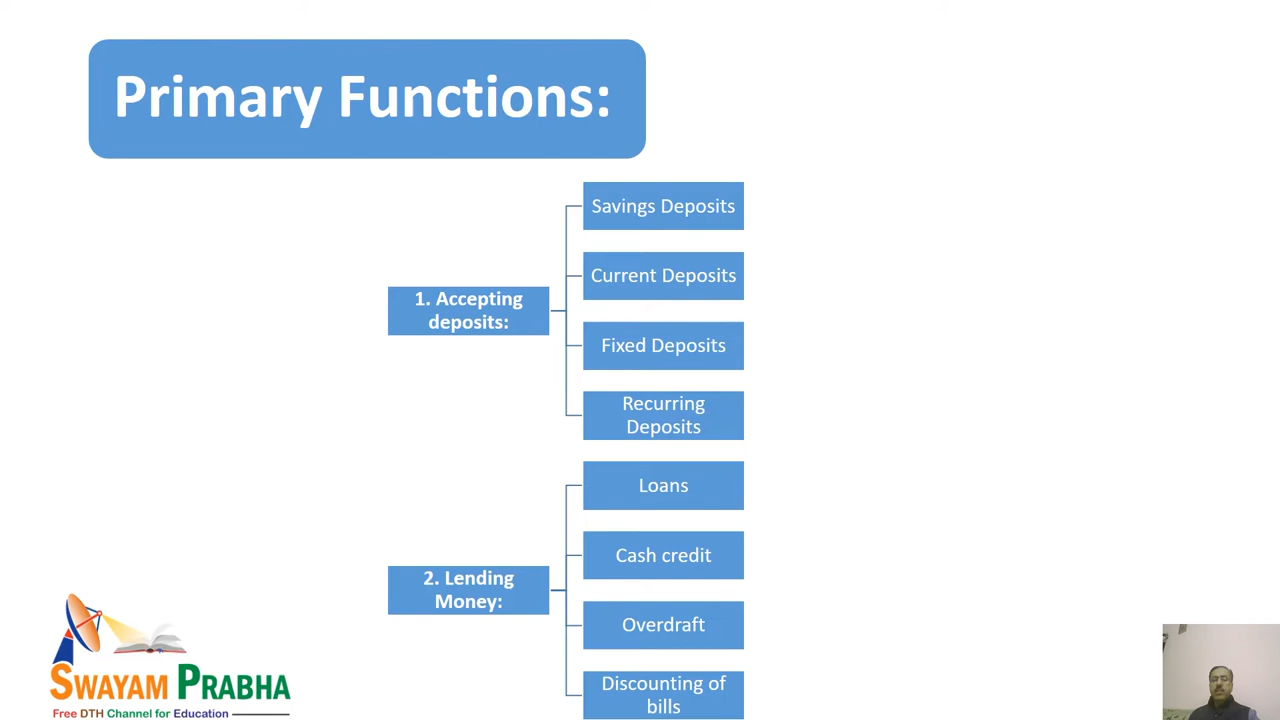 Primary Functions:
Savings Deposits
Current Deposits
1. Accepting
deposits:
Fixed Deposits
Recurring
Deposits
Loans
Cash credit
2. Lending
Money:
Overdraft
Discounting of
bills
SWAYAM PRABHA
Free DTH Channel for Education